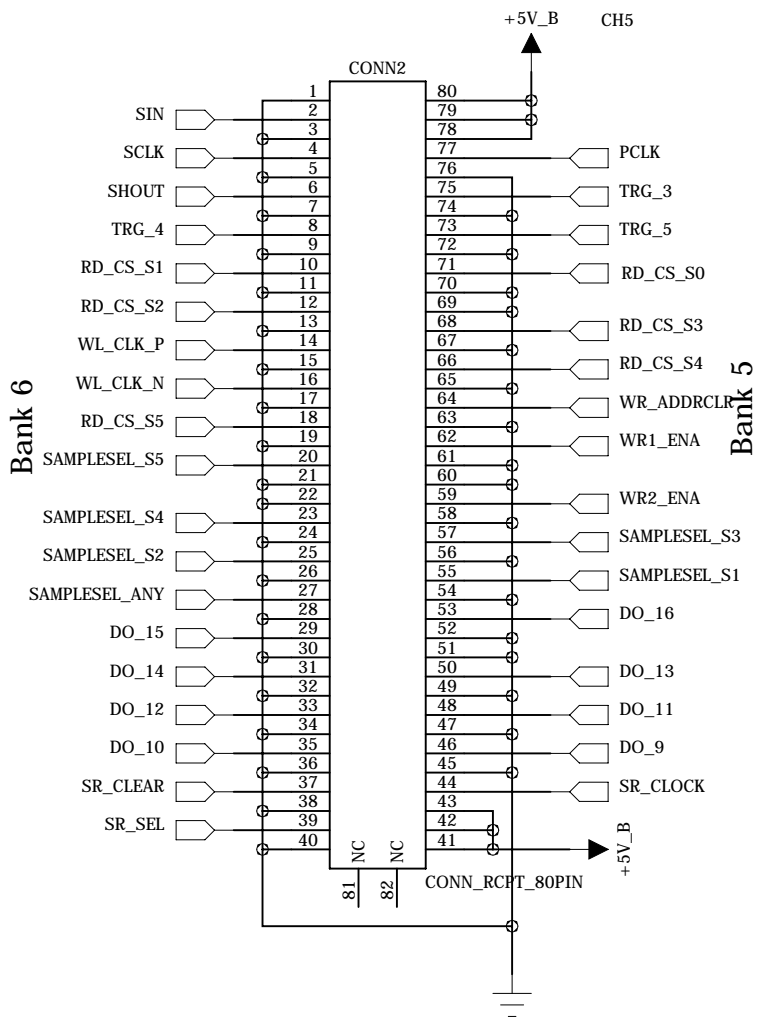 +5V_B CH5
CONN2
1 80
SIN 2 79
3 78
SCLK 4 77 PCLK
5 76
SHOUT 6 75 TRG_3
7 74
TRG_4 8 73 TRG_5
9 72
RD_CS_S1 10 71 RD_CS_S0
11 70
RD_CS_S2 12 69
13 68 RD_CS_S3
WL_CLK_P 14 67
15 66 RD_CS_S4
WL_CLK_N 16 65
17 64 WR_ADDRCLR
RD_CS_S5 18 63
19 62 WR1_ENA
SAMPLESEL_S5 20 61
21 60
22 59 WR2_ENA
SAMPLESEL_S4 23 58
24 57 SAMPLESEL_S3
SAMPLESEL_S2 25 56
26 55 SAMPLESEL_S1
SAMPLESEL_ANY 27 54
28 53 DO_16
DO_15 29 52
30 51
DO_14 31 50 DO_13
32 49
DO_12 33 48 DO_11
34 47
DO_10 35 46 DO_9
36 45
SR_CLEAR 37 44 SR_CLOCK
38 43
SR_SEL 39 42
40 41
+5V_B
NC NC
81 82
CONN_RCPT_80PIN
Bank 6
Bank 5